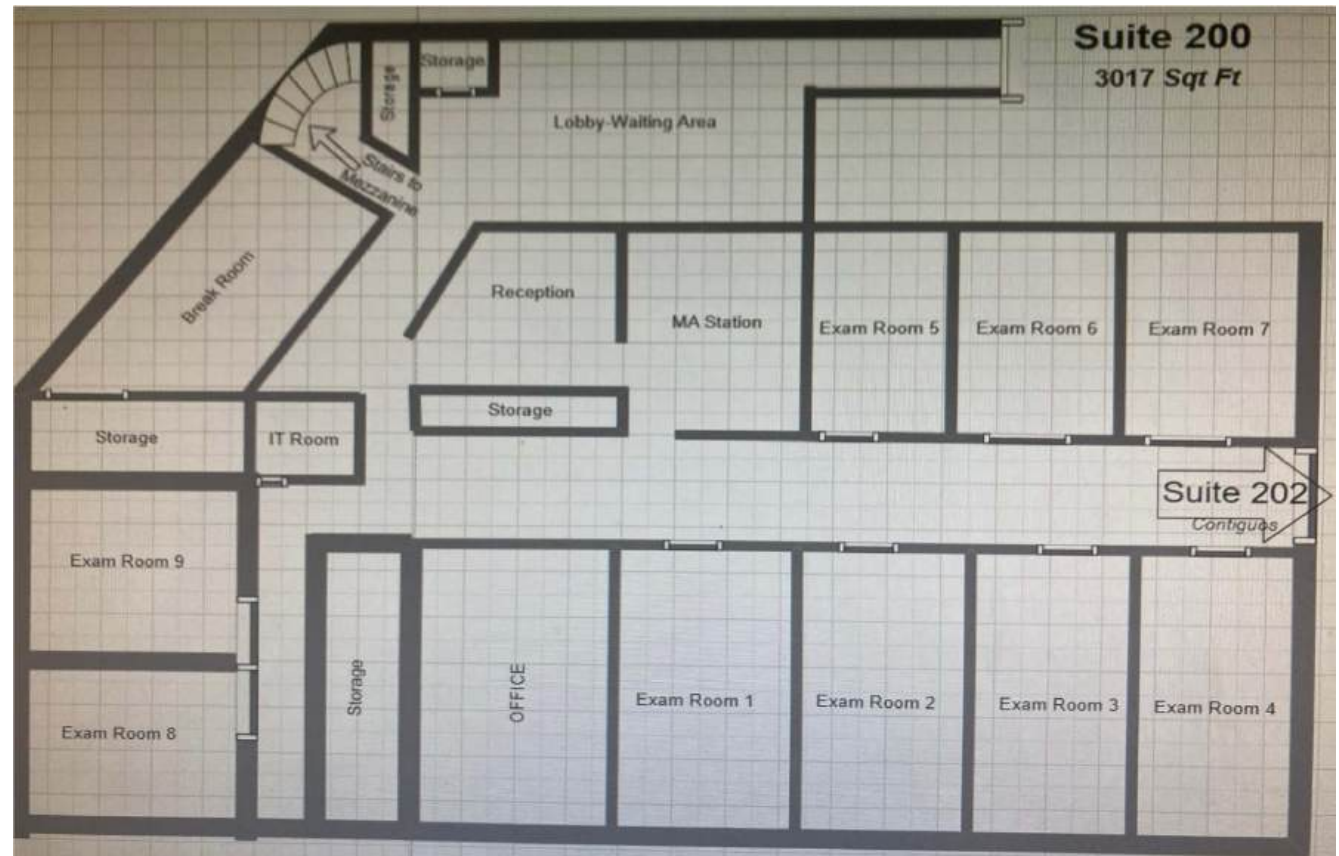 Suite 200
3017 Sqt Ft
Storage
Storage
Lobby-Waiting Area
Stairs to
Mezzanine
Break Room
Reception
MA Station
Exam Room 5
Exam Room 6
Exam Room 7
Storage
Storage
IT Room
Suite 202
Contiguos
Exam Room 9
Storage
OFFICE
Exam Room 1
Exam Room 2
Exam Room 3
Exam Room 4
Exam Room 8